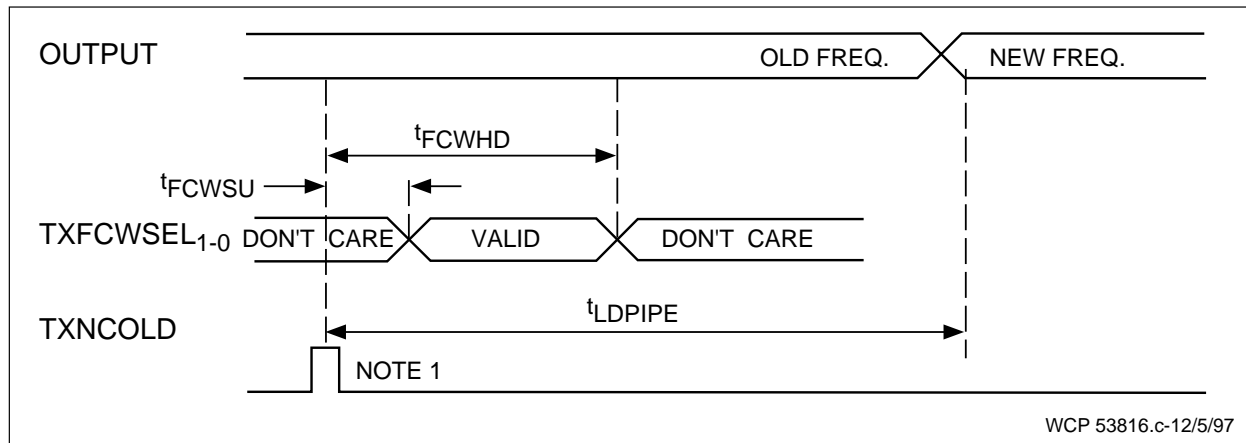 OUTPUT
OLD FREQ.
NEW FREQ.
tFCWHD
tFCWSU
TXFCWSEL1-0
DON'T CARE
VALID
DON'T CARE
tLDPIPE
TXNCOLD
NOTE 1
WCP 53816.c-12/5/97